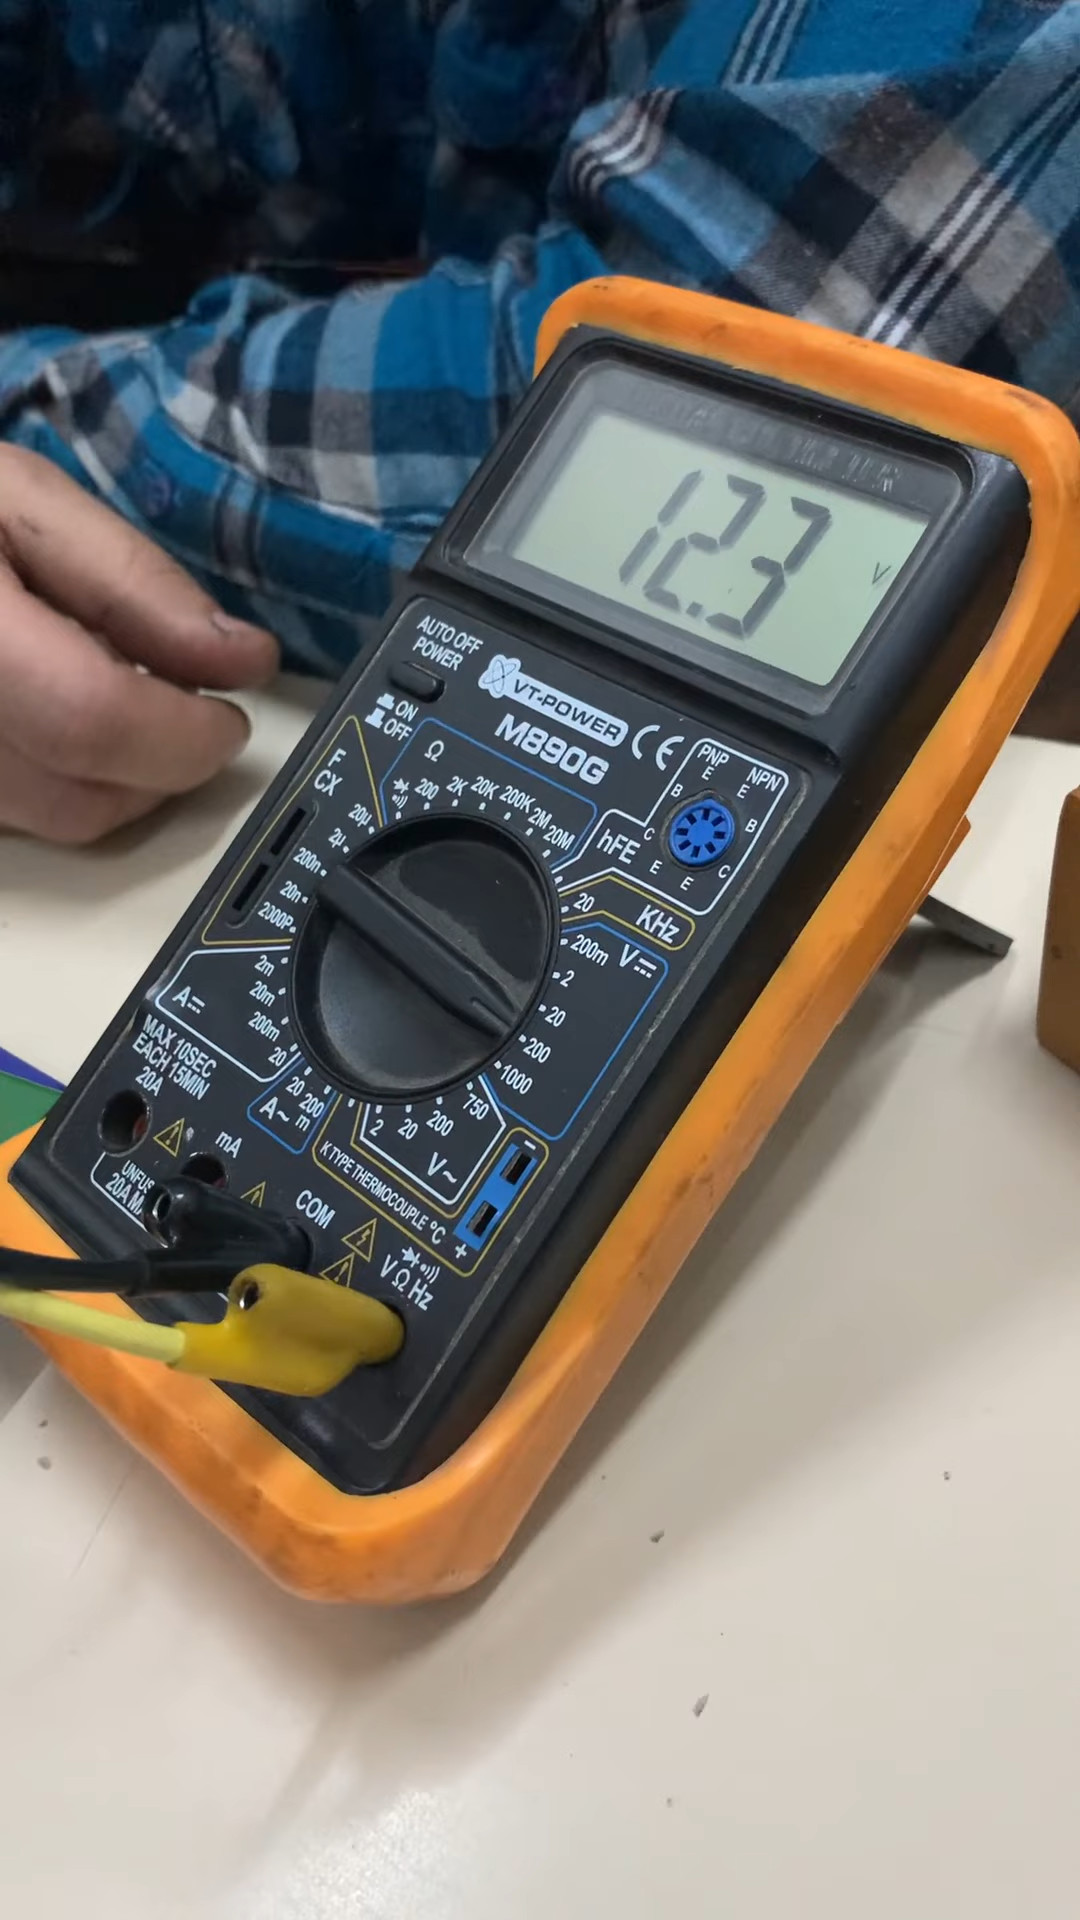 12.3 V
AUTO OFF
POWER
ON
OFF
VT-POWER
CE
M890G
PNP
NPN
E
E
B
B
C
C
E
E
hFE
F
CX
20µ
2µ
200n
20n
2000P
Ω
200
2K
20K
200K
2M
20M
20
KHz
200m
V
2
20
200
1000
A
2m
20m
200m
20
MAX 10SEC
EACH 15MIN
20A
A~
20
200
m
2
20
200
750
V~
K TYPE THERMOCOUPLE °C
-
+
mA
COM
VΩHz
20A